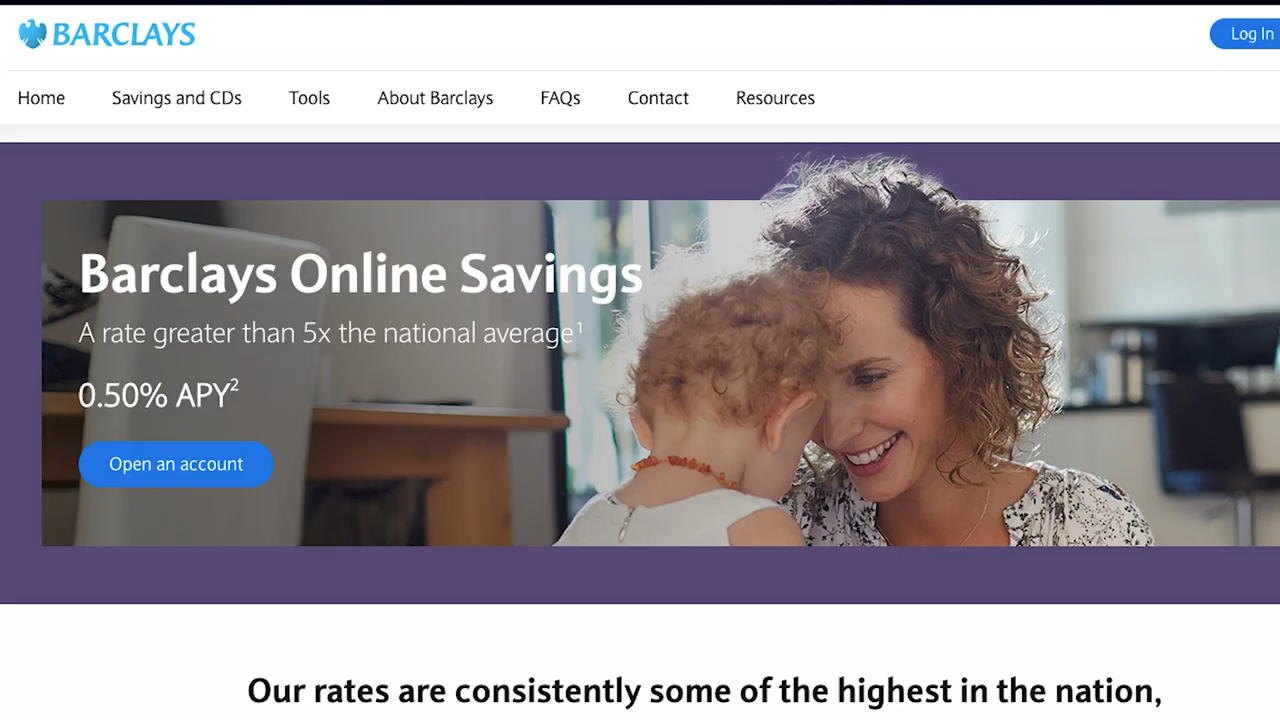 BARCLAYS
Log In
Home Savings and CDs Tools About Barclays FAQs Contact Resources
Barclays Online Savings
A rate greater than 5x the national average¹
0.50% APY²
Open an account
Our rates are consistently some of the highest in the nation,